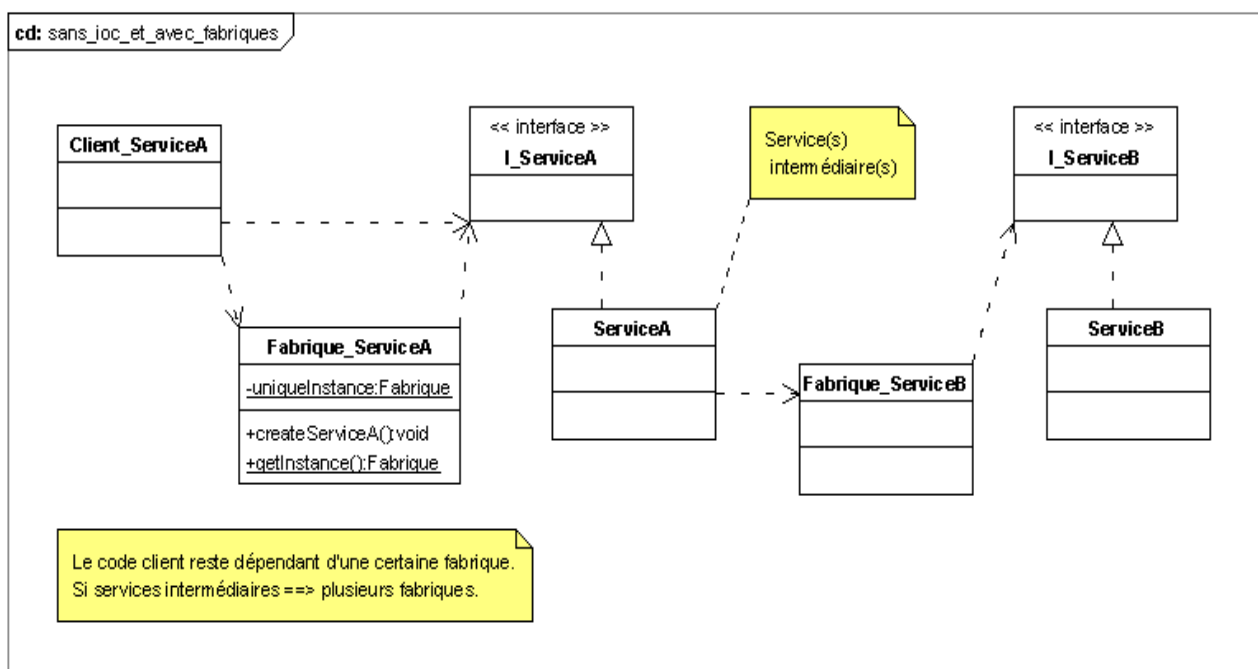 cd: sans_ioc_et_avec_fabriques
Client_ServiceA
<< interface >>
I_ServiceA
Service(s)
intermédiaire(s)
<< interface >>
I_ServiceB
Fabrique_ServiceA
-uniqueInstance:Fabrique
+createServiceA():void
+getInstance():Fabrique
ServiceA
Fabrique_ServiceB
ServiceB
Le code client reste dépendant d'une certaine fabrique.
Si services intermédiaires ==> plusieurs fabriques.